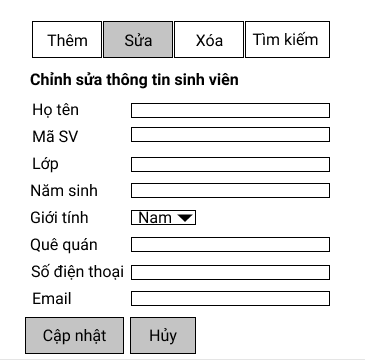 Thêm Sửa Xóa Tìm kiếm
Chỉnh sửa thông tin sinh viên
Họ tên
Mã SV
Lớp
Năm sinh
Giới tính Nam
Quê quán
Số điện thoại
Email
Cập nhật Hủy